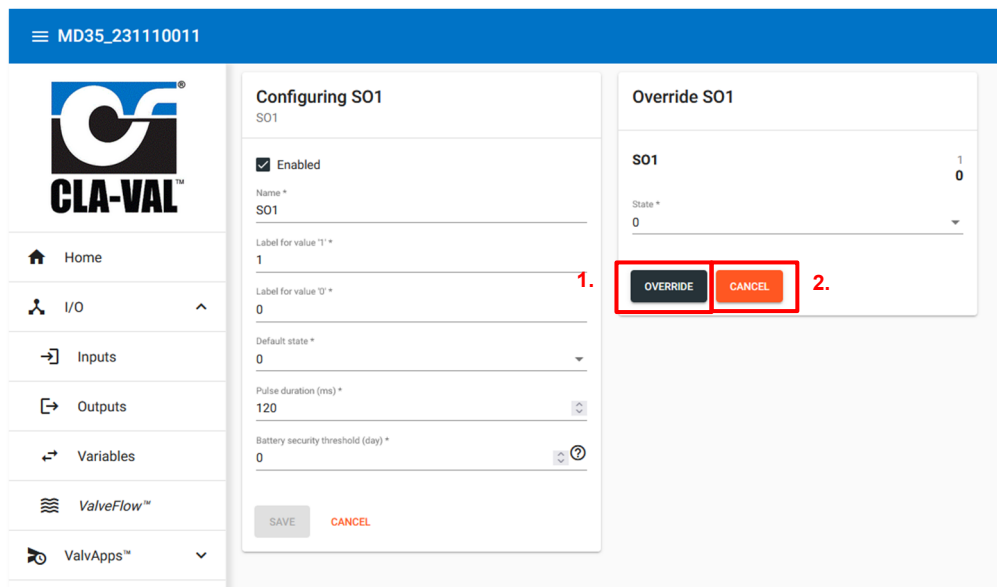 MD35_231110011
®
CLA-VAL™
Home
I/O
Inputs
Outputs
Variables
ValveFlow™
ValvApps™
Configuring SO1
SO1
Enabled
Name *
SO1
Label for value '1' *
1
Label for value '0' *
0
Default state *
0
Pulse duration (ms) *
120
Battery security threshold (day) *
0
SAVE CANCEL
Override SO1
SO1 1
0
State *
0
1. OVERRIDE CANCEL 2.